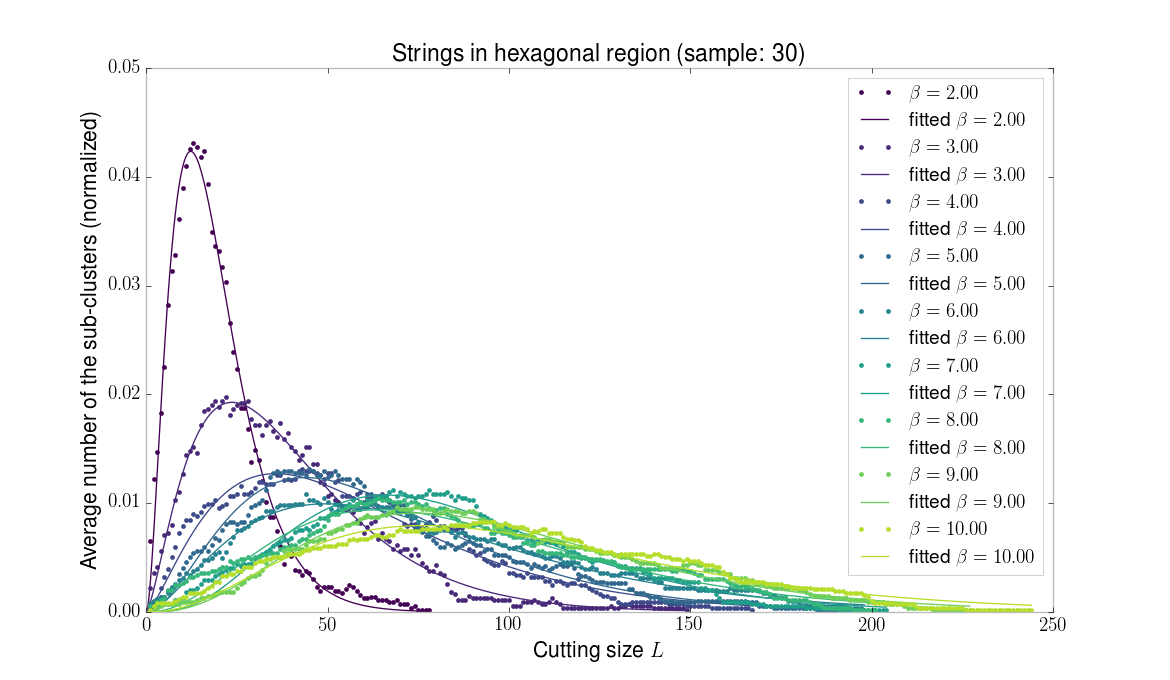 Strings in hexagonal region (sample: 30)
Average number of the sub-clusters (normalized)
0.05
0.04
0.03
0.02
0.01
0.00
0 50 100 150 200 250
Cutting size L
β = 2.00
fitted β = 2.00
β = 3.00
fitted β = 3.00
β = 4.00
fitted β = 4.00
β = 5.00
fitted β = 5.00
β = 6.00
fitted β = 6.00
β = 7.00
fitted β = 7.00
β = 8.00
fitted β = 8.00
β = 9.00
fitted β = 9.00
β = 10.00
fitted β = 10.00